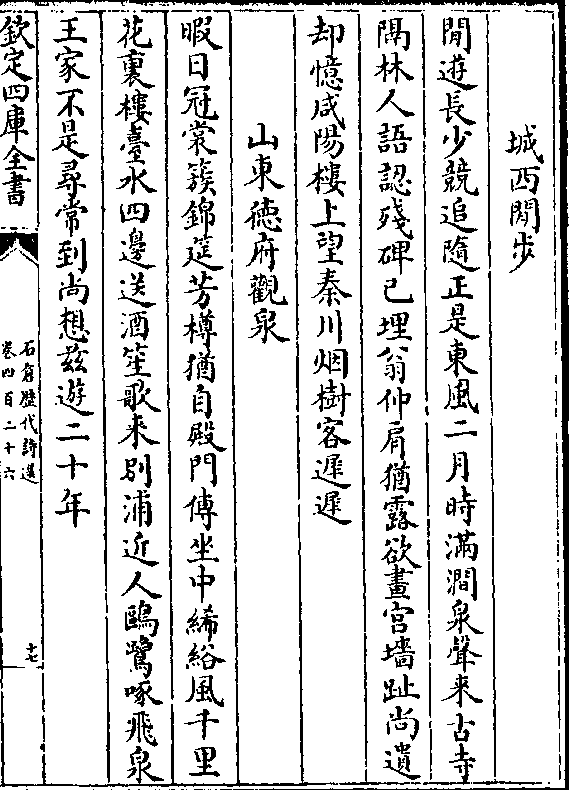 城西閒步
閒遊長少競追隨正是東風二月時滿澗泉聲来古寺
隔林人語認殘碑已埋翁仲肩猶露欲畫宫墻趾尚遺
却憶咸陽樓上望秦川烟樹客遲遲
山東德府觀泉
暇日冠裳簇錦筵芳樽猶自殿門傳坐中絺綌風千里
花裏樓臺水四邊送酒笙歌来別浦近人鷗鷺啄飛泉
王家不是尋常到尚想兹遊二十年
欽定四庫全書
石倉歷代詩選
卷四百二十六
十七